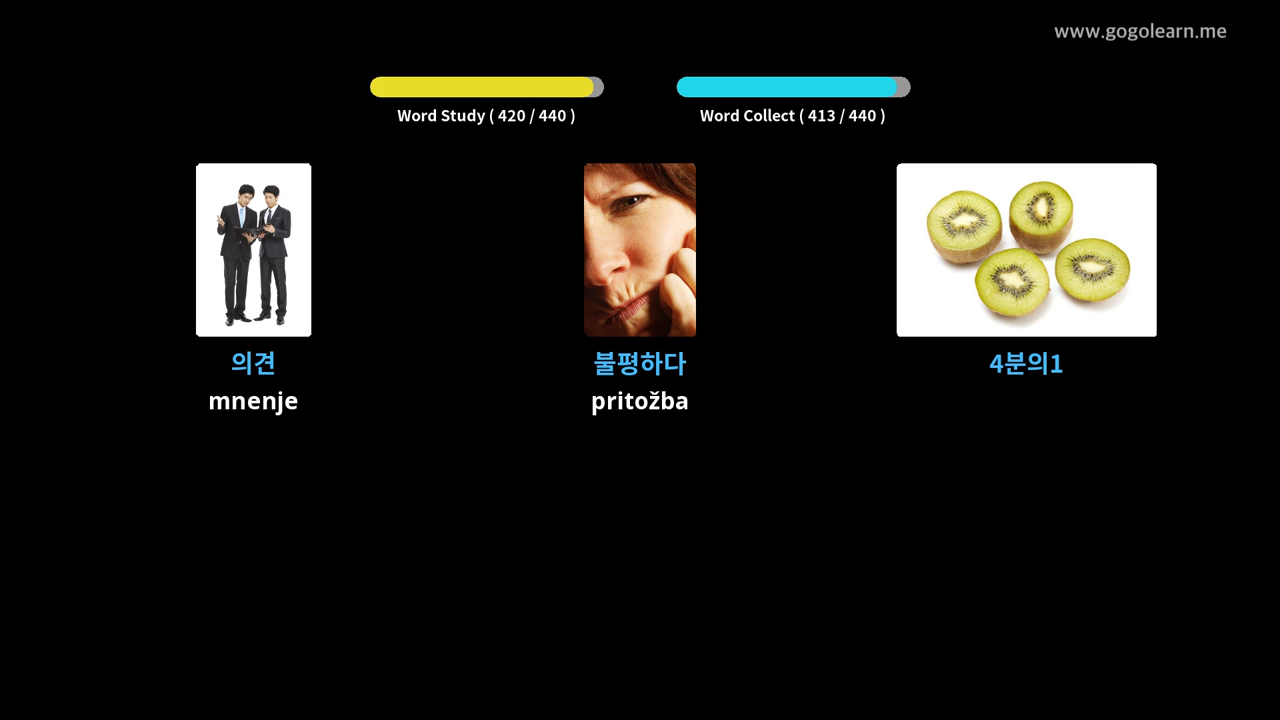 www.gogolearn.me
Word Study ( 420 / 440 )
Word Collect ( 413 / 440 )
의견
mnenje
불평하다
pritožba
4분의1